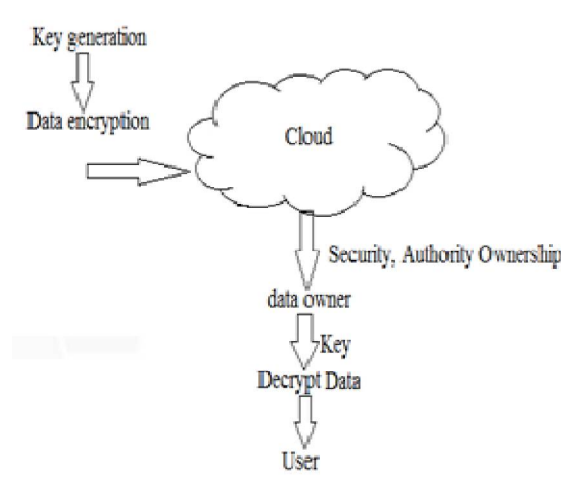 Key generation
Data encryption
Cloud
Security, Authority Ownership
data owner
Key
Decrypt Data
User